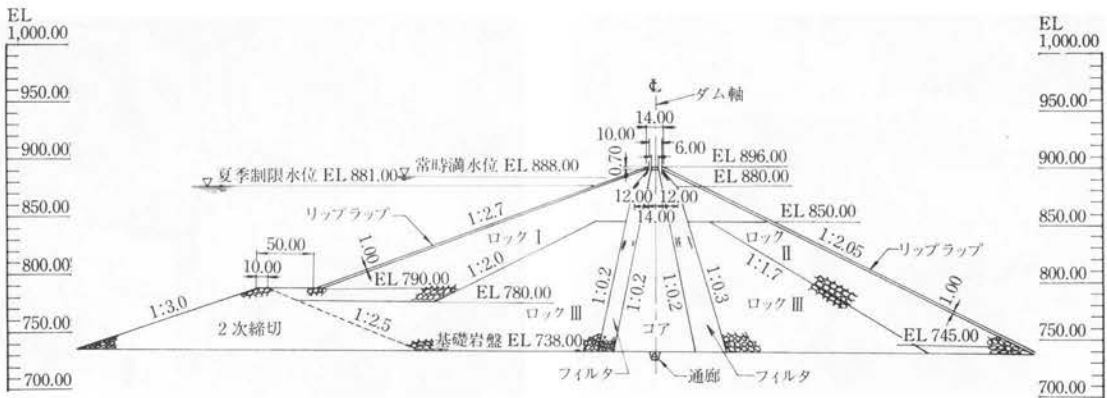 EL
1,000.00
950.00
900.00
850.00
800.00
750.00
700.00
EL
1,000.00
950.00
900.00
850.00
800.00
750.00
700.00
℄
ダム軸
14.00
10.00
6.00
0.70
常時満水位 EL 888.00
夏季制限水位 EL 881.00
EL 896.00
EL 880.00
12.00
12.00
14.00
EL 850.00
リップラップ
1:2.7
ロック I
1:2.0
ロック
II
1:2.05
リップラップ
50.00
10.00
1.00
EL 790.00
EL 780.00
1:3.0
2次締切
1:2.5
ロック III
1:0.2
1:0.2
1:0.2
1:0.3
1:1.7
ロック III
1.00
コア
基礎岩盤 EL 738.00
EL 745.00
フィルタ
通廊
フィルタ